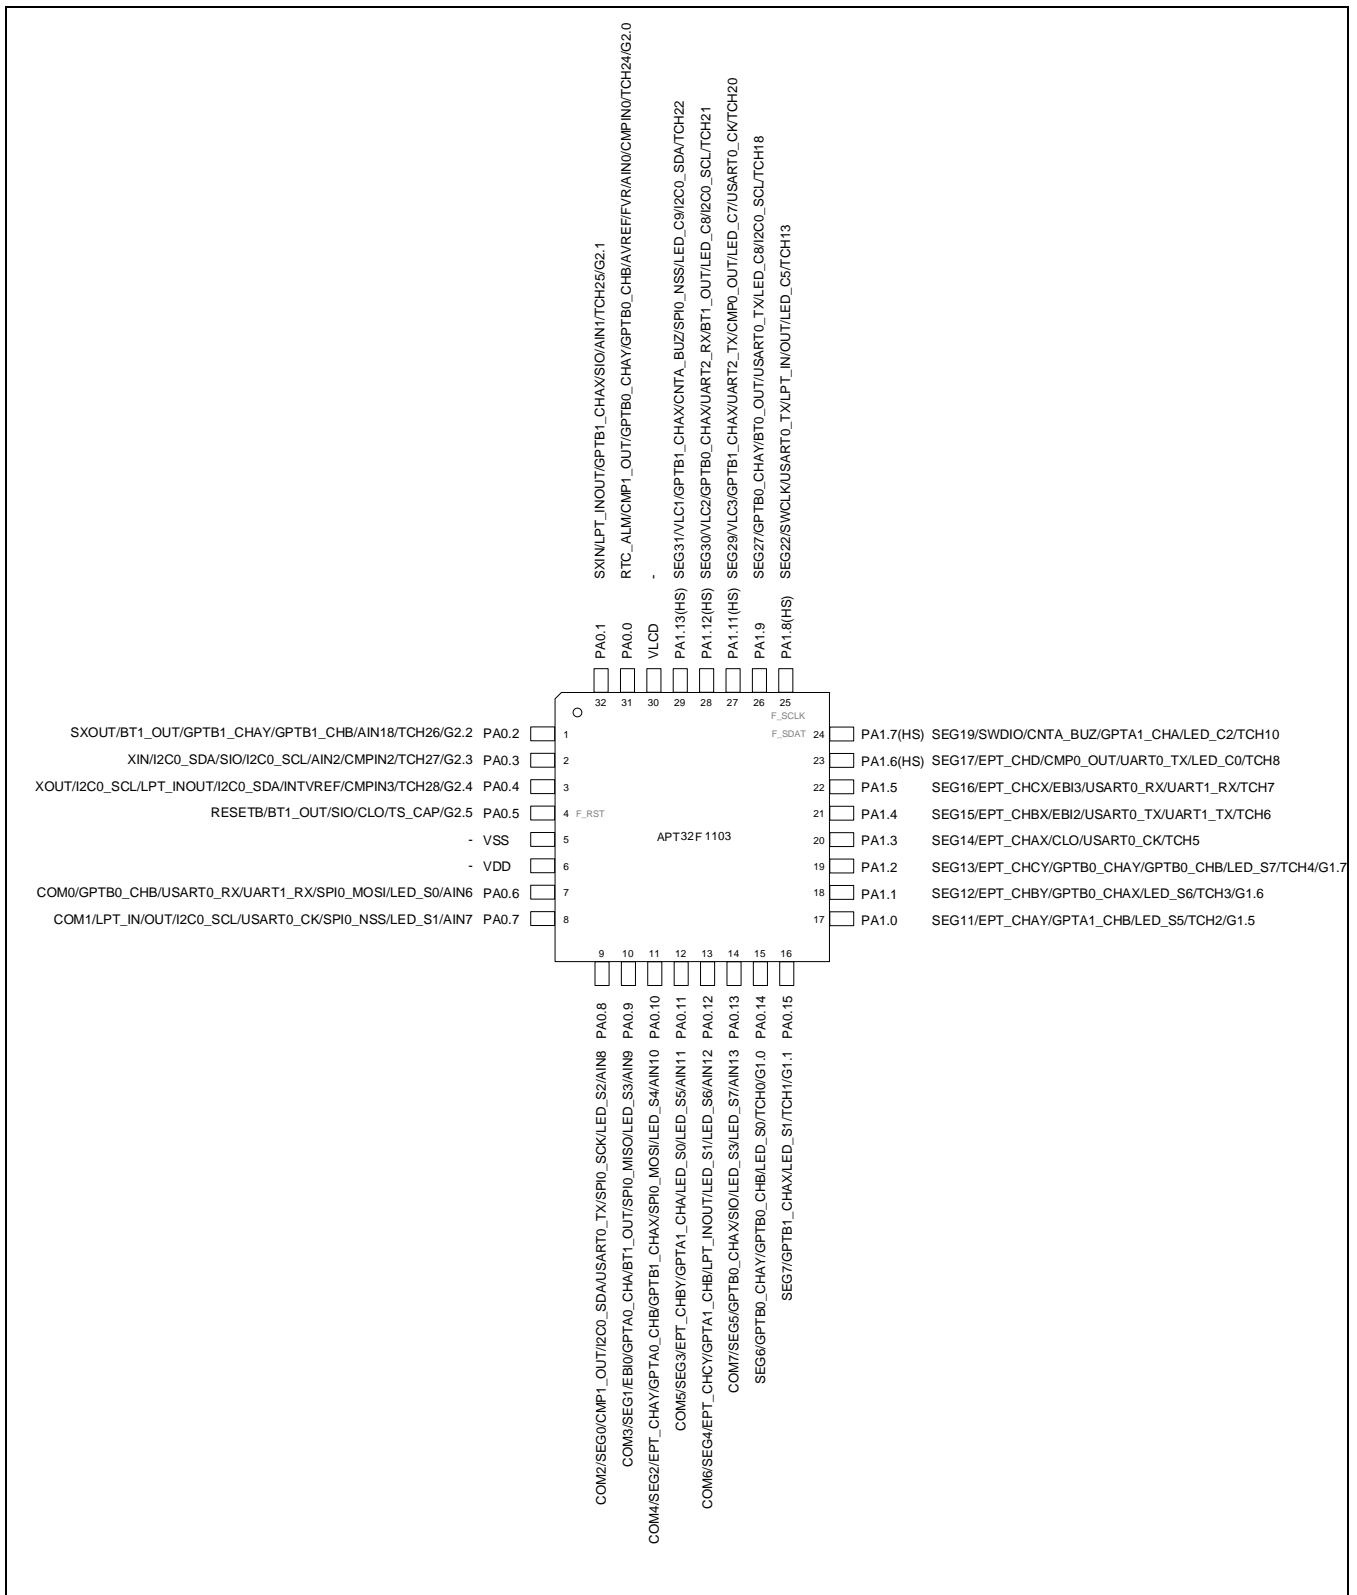 SXIN/LPT_INOUT/GPTB1_CHAX/SIO/AIN1/TCH25/G2.1
RTC_ALM/CMP1_OUT/GPTB0_CHAY/GPTB0_CHB/AVREF/FVR/AIN0/CMPIN0/TCH24/G2.0
-
SEG31/VLC1/GPTB1_CHAX/CNTA_BUZ/SPI0_NSS/LED_C9/I2C0_SDA/TCH22
SEG30/VLC2/GPTB0_CHAX/UART2_RX/BT1_OUT/LED_C8/I2C0_SCL/TCH21
SEG29/VLC3/GPTB1_CHAX/UART2_TX/CMP0_OUT/LED_C7/USART0_CK/TCH20
SEG27/GPTB0_CHAY/BT0_OUT/USART0_TX/LED_C8/I2C0_SCL/TCH18
SEG22/SWCLK/USART0_TX/LPT_IN/OUT/LED_C5/TCH13
PA0.1
PA0.0
VLCD
PA1.13(HS)
PA1.12(HS)
PA1.11(HS)
PA1.9
PA1.8(HS)
32 31 30 29 28 27 26 25
F_SCLK
SXOUT/BT1_OUT/GPTB1_CHAY/GPTB1_CHB/AIN18/TCH26/G2.2 PA0.2 1
F_SDAT 24 PA1.7(HS) SEG19/SWDIO/CNTA_BUZ/GPTA1_CHA/LED_C2/TCH10
XIN/I2C0_SDA/SIO/I2C0_SCL/AIN2/CMPIN2/TCH27/G2.3 PA0.3 2
23 PA1.6(HS) SEG17/EPT_CHD/CMP0_OUT/UART0_TX/LED_C0/TCH8
XOUT/I2C0_SCL/LPT_INOUT/I2C0_SDA/INTVREF/CMPIN3/TCH28/G2.4 PA0.4 3
22 PA1.5 SEG16/EPT_CHCX/EBI3/USART0_RX/UART1_RX/TCH7
RESETB/BT1_OUT/SIO/CLO/TS_CAP/G2.5 PA0.5 4 F_RST
21 PA1.4 SEG15/EPT_CHBX/EBI2/USART0_TX/UART1_TX/TCH6
- VSS 5
APT32F1103
20 PA1.3 SEG14/EPT_CHAX/CLO/USART0_CK/TCH5
- VDD 6
19 PA1.2 SEG13/EPT_CHCY/GPTB0_CHAY/GPTB0_CHB/LED_S7/TCH4/G1.7
COM0/GPTB0_CHB/USART0_RX/UART1_RX/SPI0_MOSI/LED_S0/AIN6 PA0.6 7
18 PA1.1 SEG12/EPT_CHBY/GPTB0_CHAX/LED_S6/TCH3/G1.6
COM1/LPT_IN/OUT/I2C0_SCL/USART0_CK/SPI0_NSS/LED_S1/AIN7 PA0.7 8
17 PA1.0 SEG11/EPT_CHAY/GPTA1_CHB/LED_S5/TCH2/G1.5
9 10 11 12 13 14 15 16
PA0.8
PA0.9
PA0.10
PA0.11
PA0.12
PA0.13
PA0.14
PA0.15
COM2/SEG0/CMP1_OUT/I2C0_SDA/USART0_TX/SPI0_SCK/LED_S2/AIN8
COM3/SEG1/EBI0/GPTA0_CHA/BT1_OUT/SPI0_MISO/LED_S3/AIN9
COM4/SEG2/EPT_CHAY/GPTA0_CHB/GPTB1_CHAX/SPI0_MOSI/LED_S4/AIN10
COM5/SEG3/EPT_CHBY/GPTA1_CHA/LED_S0/LED_S5/AIN11
COM6/SEG4/EPT_CHCY/GPTA1_CHB/LPT_INOUT/LED_S1/LED_S6/AIN12
COM7/SEG5/GPTB0_CHAX/SIO/LED_S3/LED_S7/AIN13
SEG6/GPTB0_CHAY/GPTB0_CHB/LED_S0/TCH0/G1.0
SEG7/GPTB1_CHAX/LED_S1/TCH1/G1.1